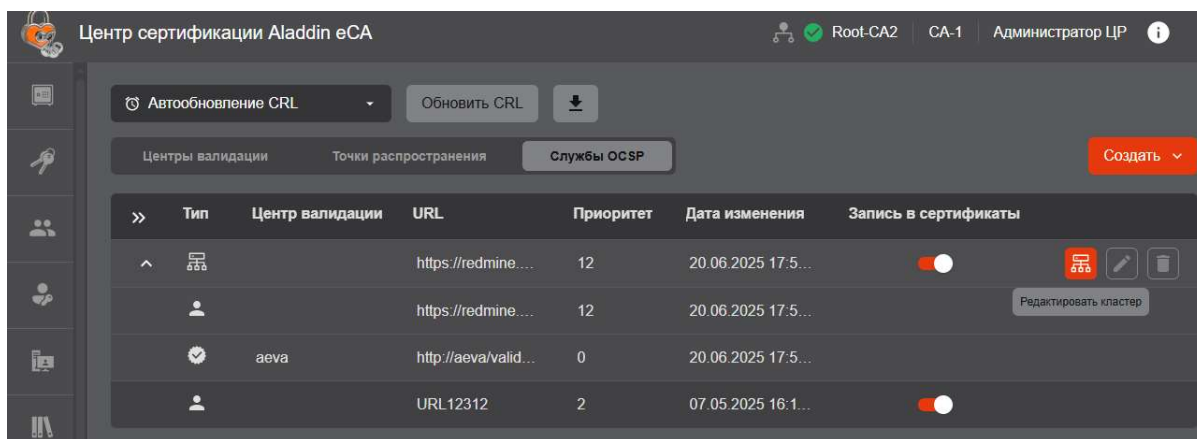 Центр сертификации Aladdin eCA Root-CA2 CA-1 Администратор ЦР i
Автообновление CRL Обновить CRL
Центры валидации Точки распространения Службы OCSP Создать
Тип Центр валидации URL Приоритет Дата изменения Запись в сертификаты
https://redmine.... 12 20.06.2025 17:5...
Редактировать кластер
https://redmine.... 12 20.06.2025 17:5...
aeva http://aeva/valid... 0 20.06.2025 17:5...
URL12312 2 07.05.2025 16:1...